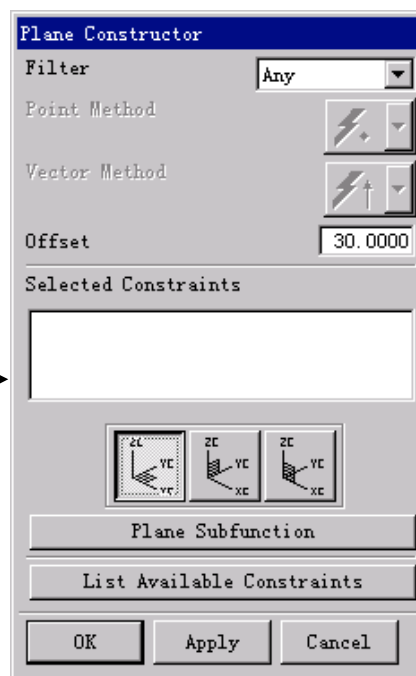 Plane Constructor
Filter Any
Point Method
Vector Method
Offset 30.0000
Selected Constraints
ZC ZC ZC
YC YC YC
XC XC XC
Plane Subfunction
List Available Constraints
OK Apply Cancel